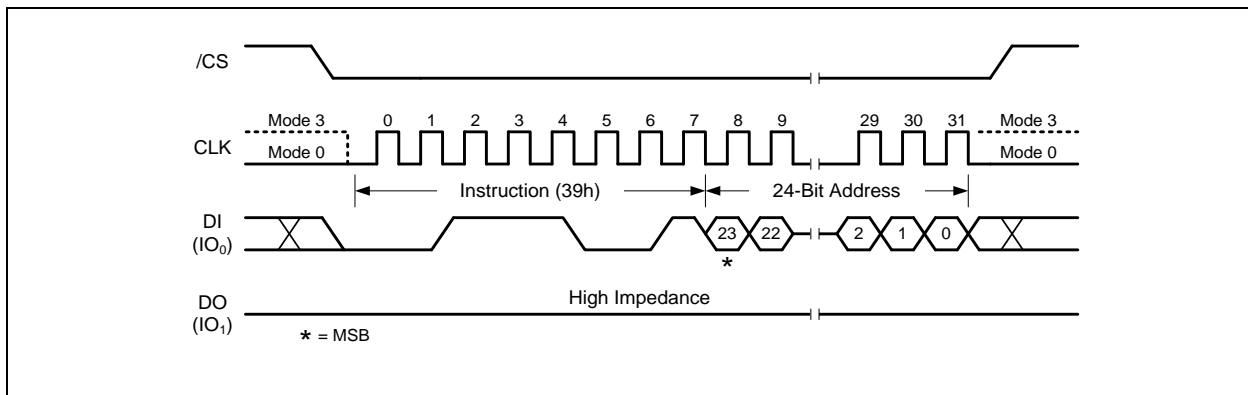 /CS
Mode 3
0 1 2 3 4 5 6 7 8 9 29 30 31
Mode 3
CLK
Mode 0
Mode 0
Instruction (39h)
24-Bit Address
DI
(IO0)
23 22 2 1 0
*
DO
(IO1)
High Impedance
* = MSB